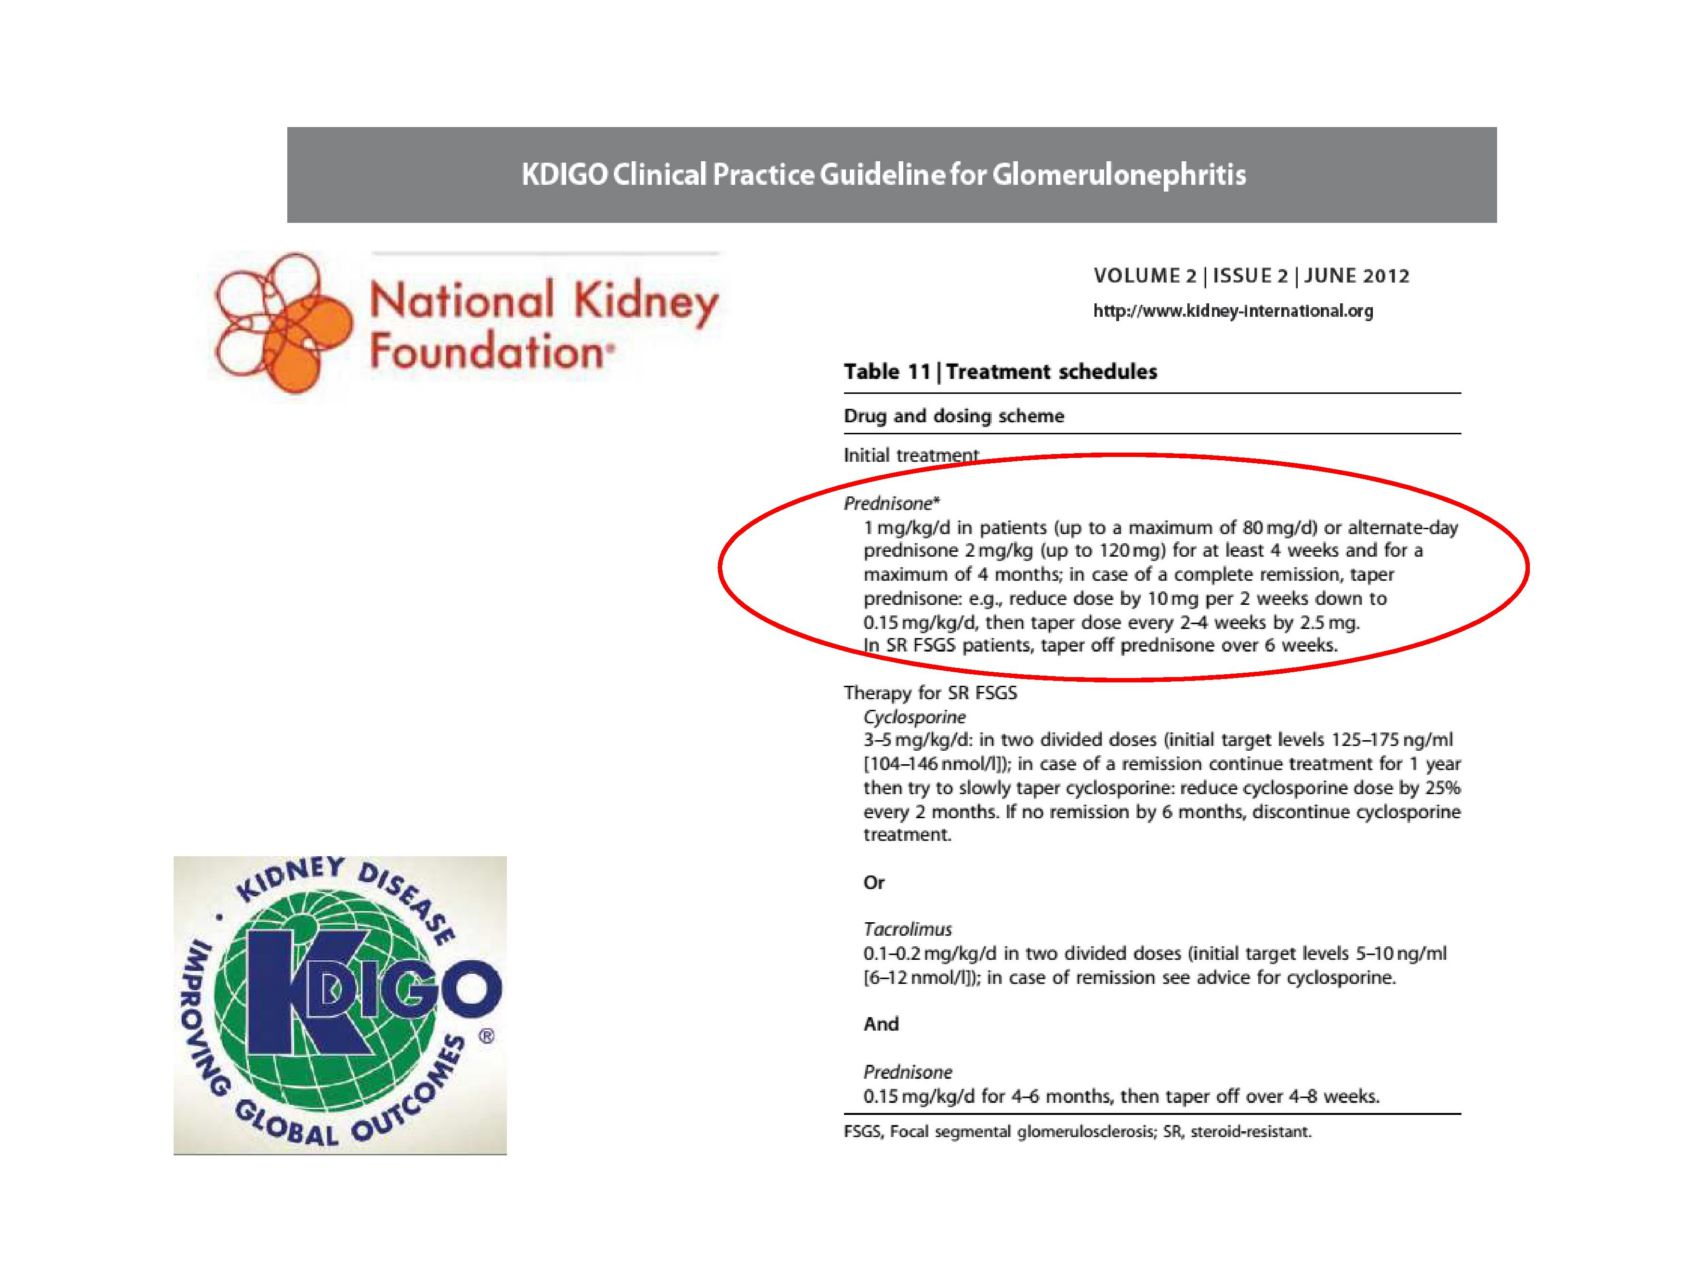 KDIGO Clinical Practice Guideline for Glomerulonephritis
National Kidney
Foundation®
VOLUME 2 | ISSUE 2 | JUNE 2012
http://www.kidney-international.org
Table 11 | Treatment schedules
Drug and dosing scheme
Initial treatment
Prednisone*
1 mg/kg/d in patients (up to a maximum of 80 mg/d) or alternate-day
prednisone 2 mg/kg (up to 120 mg) for at least 4 weeks and for a
maximum of 4 months; in case of a complete remission, taper
prednisone: e.g., reduce dose by 10 mg per 2 weeks down to
0.15 mg/kg/d, then taper dose every 2–4 weeks by 2.5 mg.
In SR FSGS patients, taper off prednisone over 6 weeks.
Therapy for SR FSGS
Cyclosporine
3–5 mg/kg/d: in two divided doses (initial target levels 125–175 ng/ml
[104–146 nmol/l]); in case of a remission continue treatment for 1 year
then try to slowly taper cyclosporine: reduce cyclosporine dose by 25%
every 2 months. If no remission by 6 months, discontinue cyclosporine
treatment.
Or
Tacrolimus
0.1–0.2 mg/kg/d in two divided doses (initial target levels 5–10 ng/ml
[6–12 nmol/l]); in case of remission see advice for cyclosporine.
And
Prednisone
0.15 mg/kg/d for 4–6 months, then taper off over 4–8 weeks.
FSGS, Focal segmental glomerulosclerosis; SR, steroid-resistant.
· KIDNEY DISEASE
KDIGO®
IMPROVING GLOBAL OUTCOMES